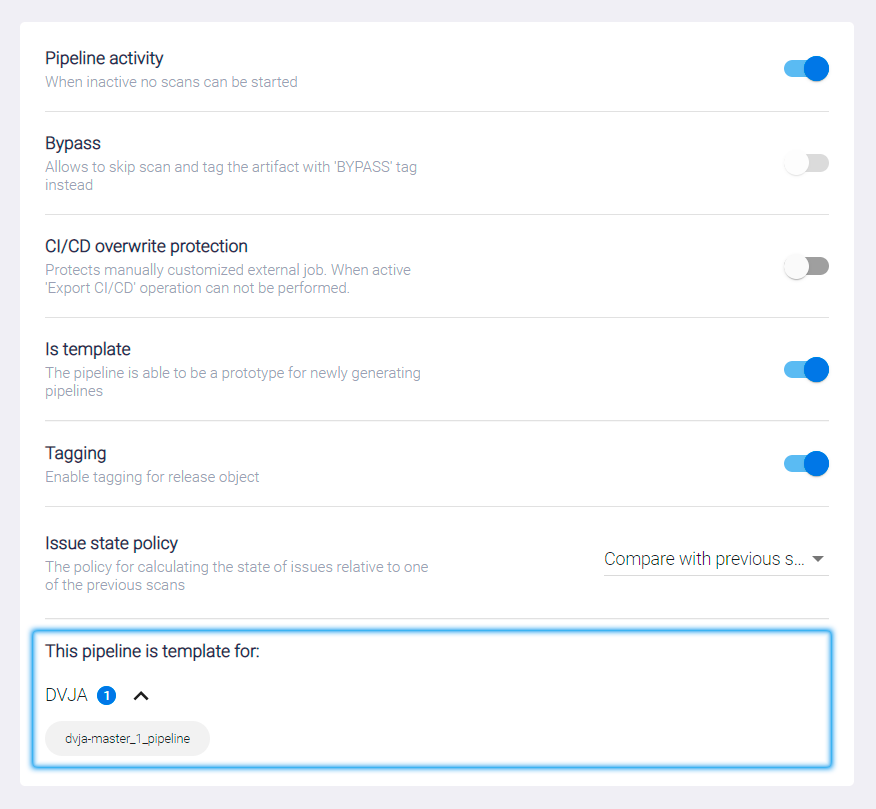 Pipeline activity
When inactive no scans can be started
Bypass
Allows to skip scan and tag the artifact with 'BYPASS' tag
instead
CI/CD overwrite protection
Protects manually customized external job. When active
'Export CI/CD' operation can not be performed.
Is template
The pipeline is able to be a prototype for newly generating
pipelines
Tagging
Enable tagging for release object
Issue state policy
The policy for calculating the state of issues relative to one
of the previous scans
Compare with previous s...
This pipeline is template for:
DVJA 1
dvja-master_1_pipeline